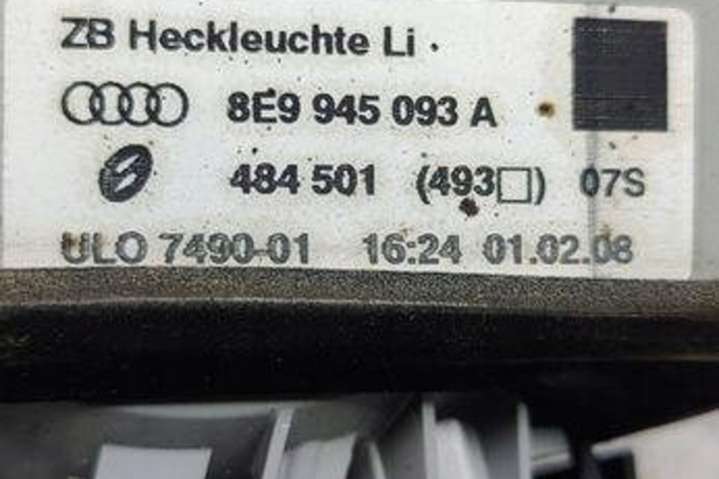 ZB Heckleuchte Li .
8E9 945 093 A
484 501 (493□) 07S
ULO 7490-01 16:24 01.02.08